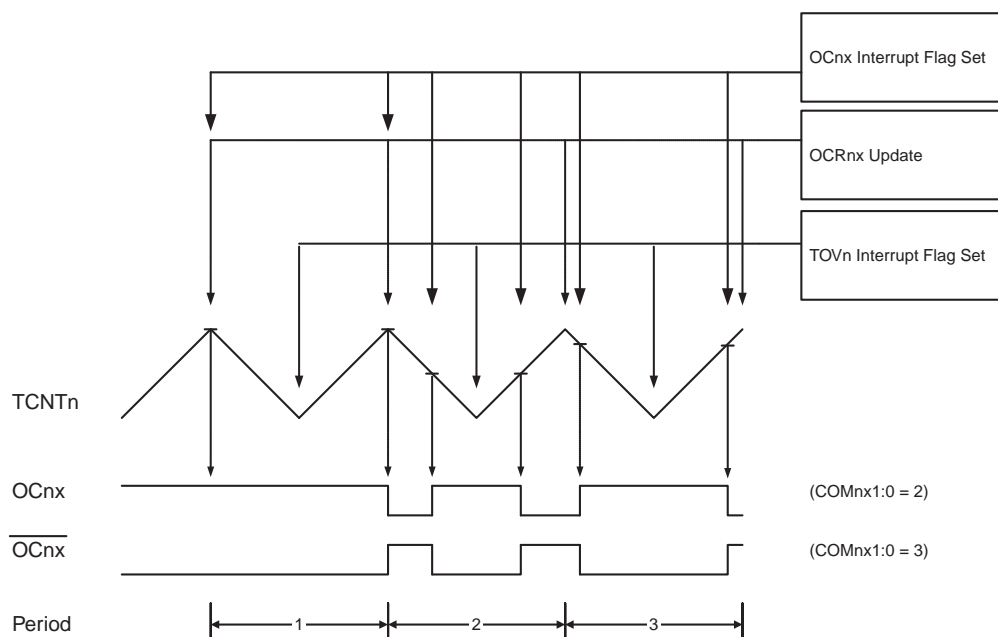 OCnx Interrupt Flag Set
OCRnx Update
TOVn Interrupt Flag Set
TCNTn
OCnx
(COMnx1:0 = 2)
OCnx
(COMnx1:0 = 3)
Period
1
2
3